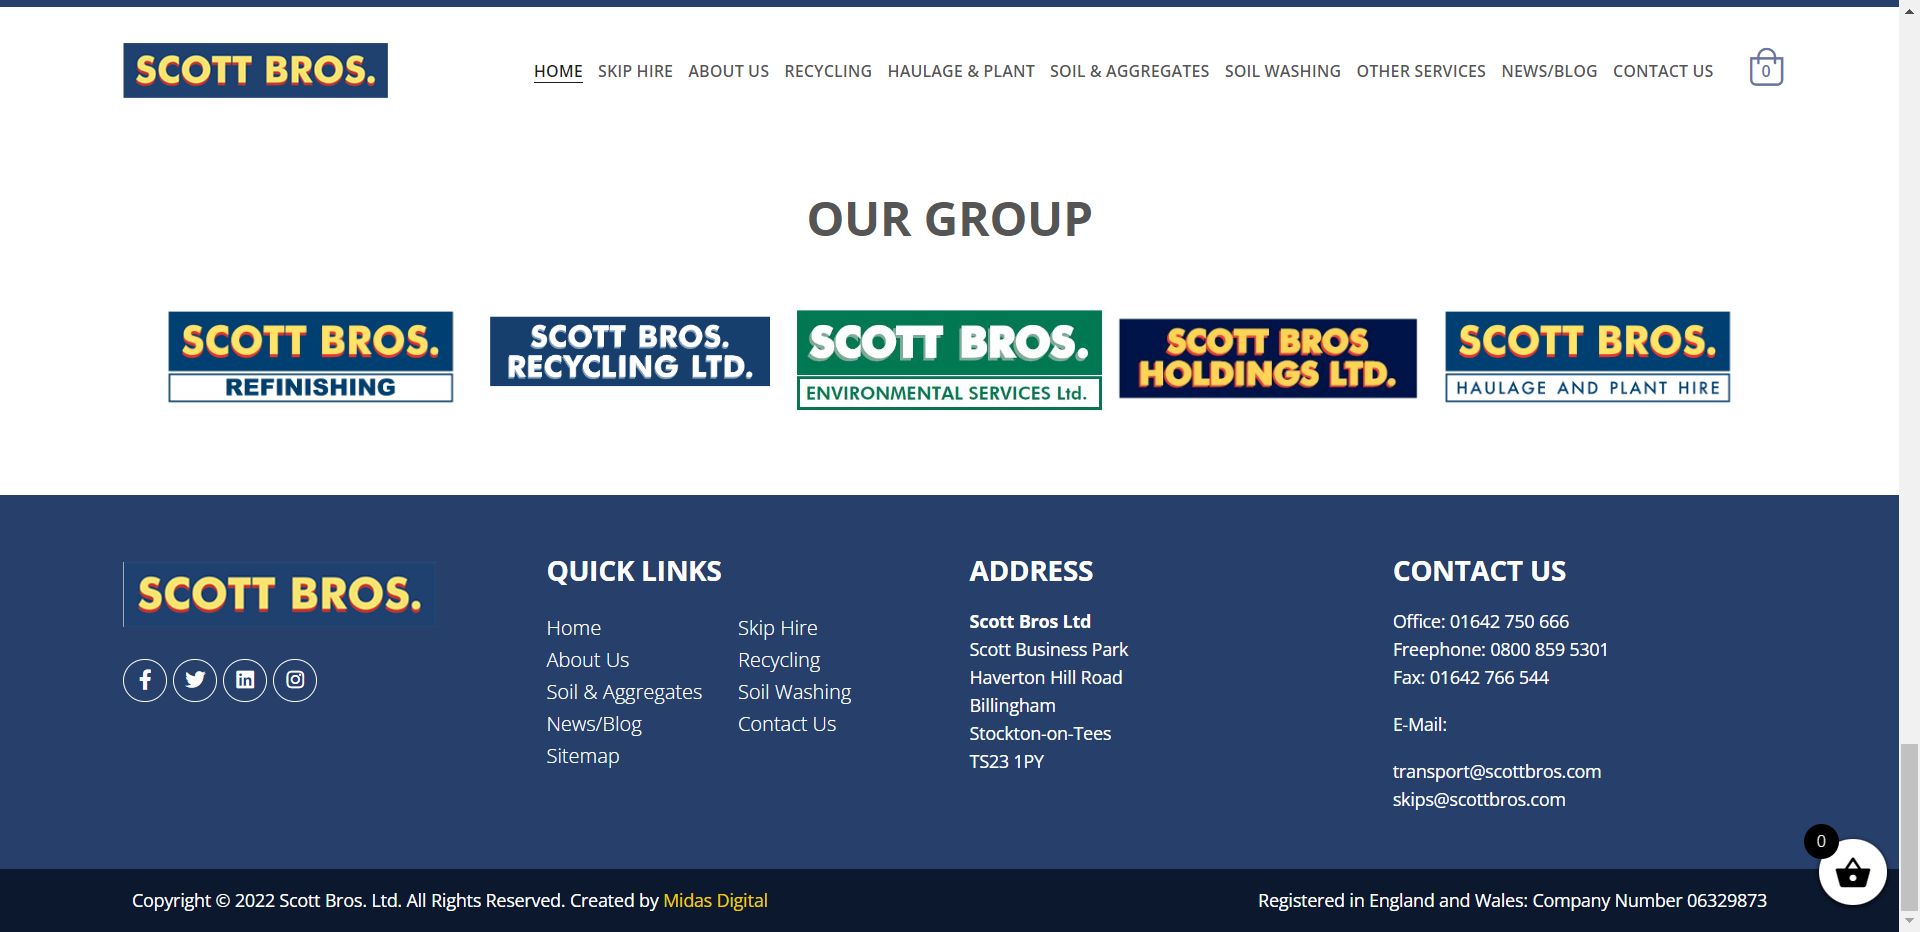 SCOTT BROS.
HOME SKIP HIRE ABOUT US RECYCLING HAULAGE & PLANT SOIL & AGGREGATES SOIL WASHING OTHER SERVICES NEWS/BLOG CONTACT US 0
OUR GROUP
SCOTT BROS.
REFINISHING
SCOTT BROS.
RECYCLING LTD.
SCOTT BROS.
ENVIRONMENTAL SERVICES Ltd.
SCOTT BROS
HOLDINGS LTD.
SCOTT BROS.
HAULAGE AND PLANT HIRE
SCOTT BROS.
QUICK LINKS
Home
About Us
Soil & Aggregates
News/Blog
Sitemap
Skip Hire
Recycling
Soil Washing
Contact Us
ADDRESS
Scott Bros Ltd
Scott Business Park
Haverton Hill Road
Billingham
Stockton-on-Tees
TS23 1PY
CONTACT US
Office: 01642 750 666
Freephone: 0800 859 5301
Fax: 01642 766 544
E-Mail:
transport@scottbros.com
skips@scottbros.com
0
Copyright © 2022 Scott Bros. Ltd. All Rights Reserved. Created by Midas Digital
Registered in England and Wales: Company Number 06329873